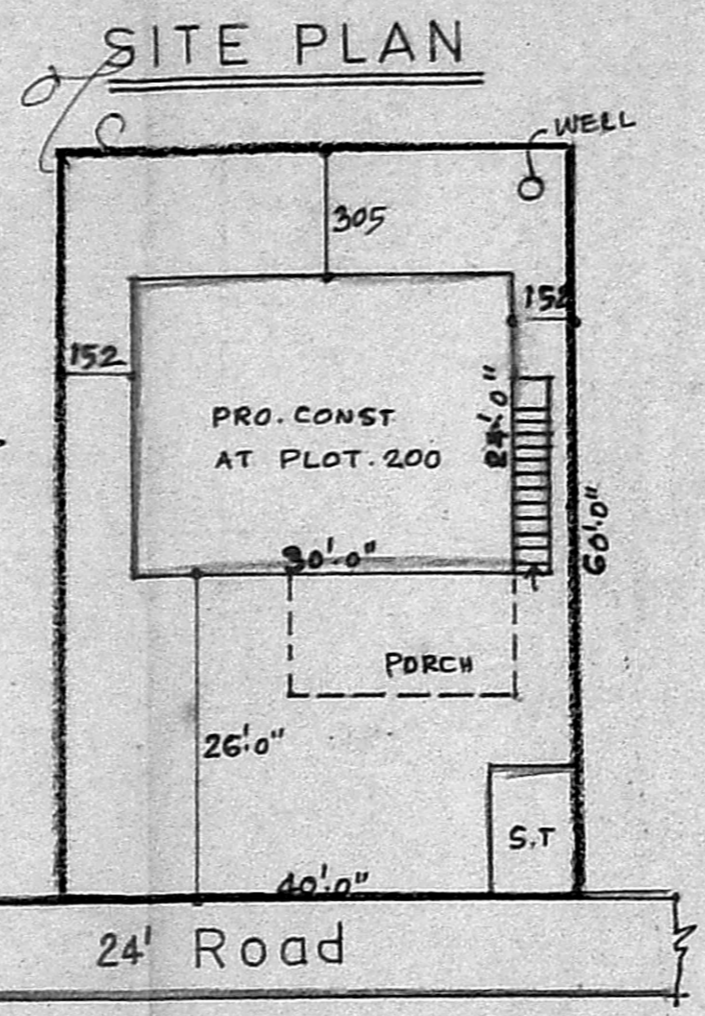 SITE PLAN
WELL
305
152
152
PRO. CONST
AT PLOT. 200
24'.0"
60'.0"
30'.0"
PORCH
26'.0"
S.T
40'.0"
24' Road